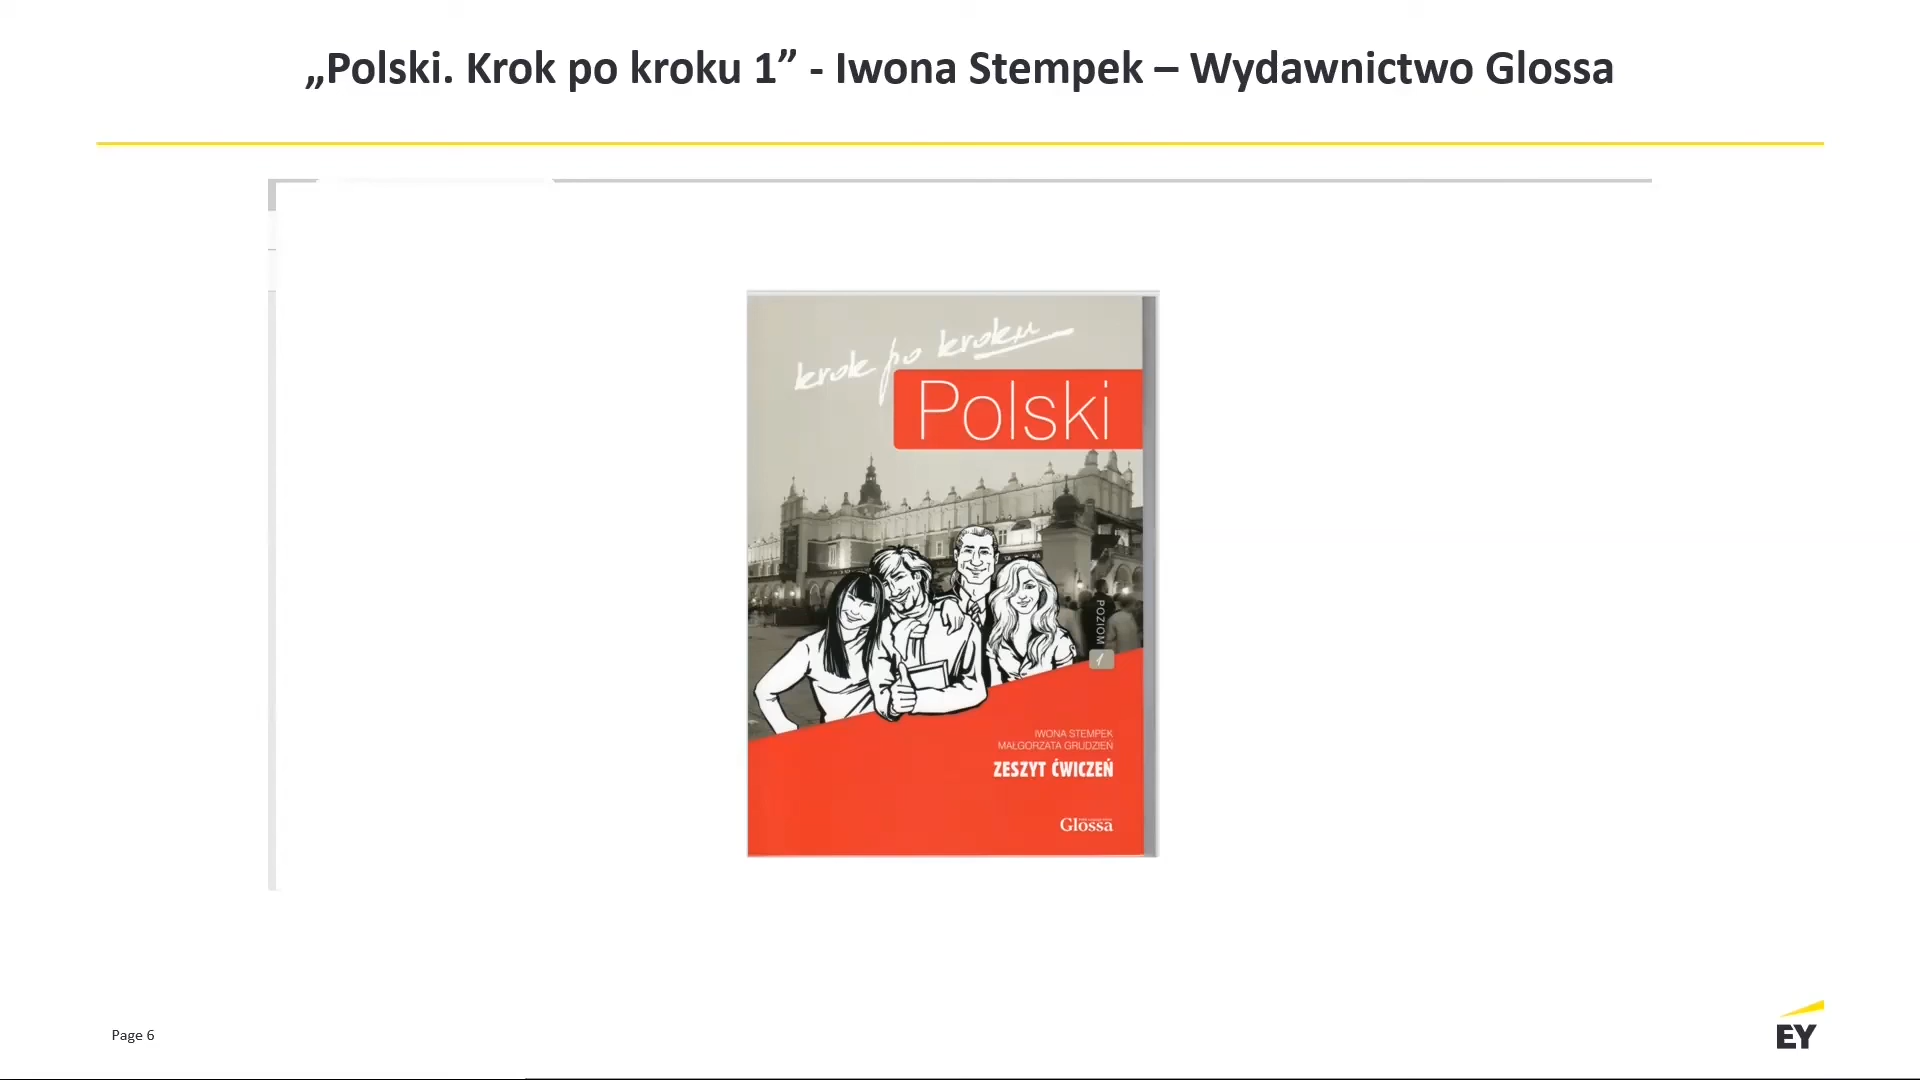 „Polski. Krok po kroku 1” - Iwona Stempek – Wydawnictwo Glossa
krok po kroku
Polski
POZIOM
1
IWONA STEMPEK
MAŁGORZATA GRUDZIEŃ
ZESZYT ĆWICZEŃ
Glossa
Page 6
EY